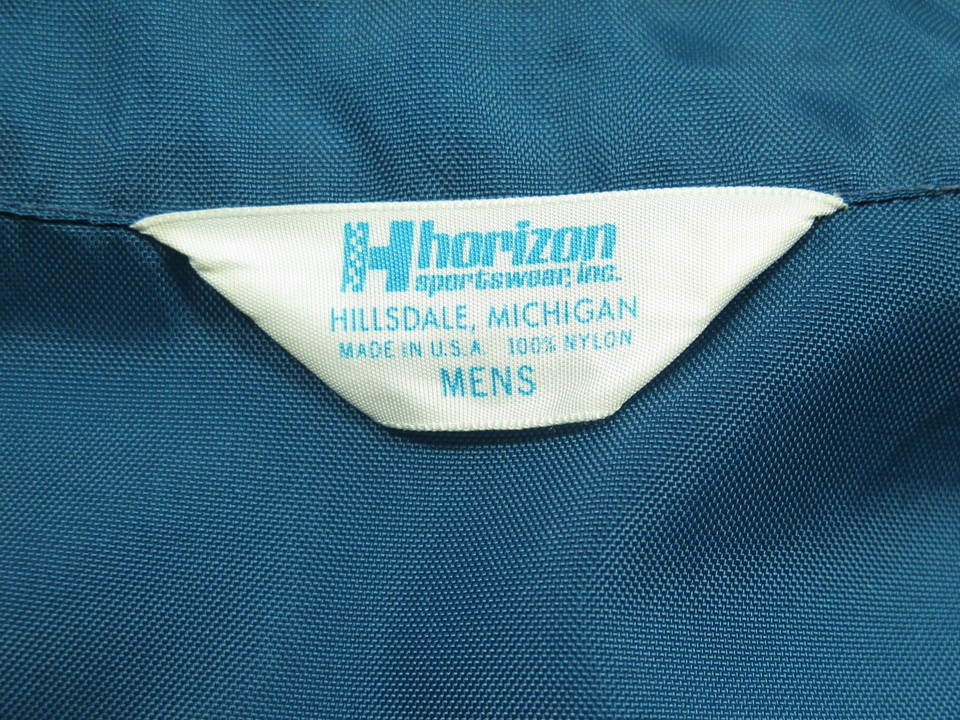 H horizon
sportswear, inc.
HILLSDALE, MICHIGAN
MADE IN U.S.A. 100% NYLON
MENS